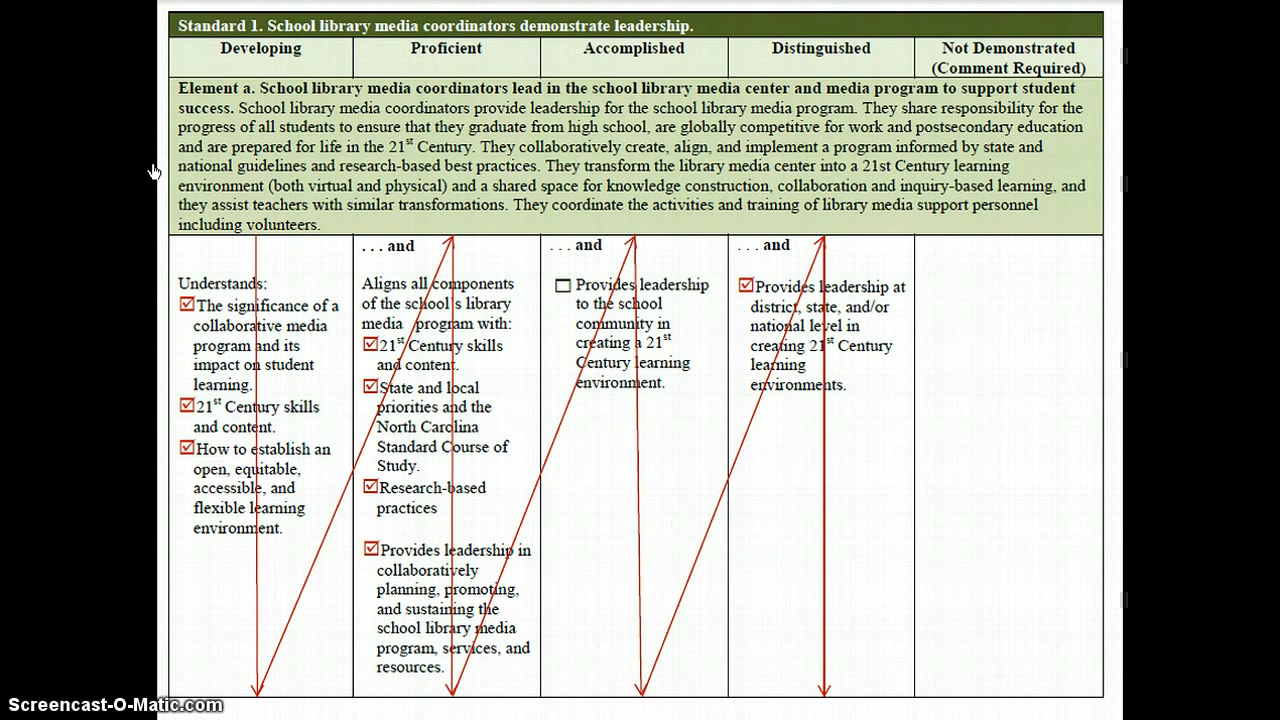 Standard 1. School library media coordinators demonstrate leadership.
Developing
Proficient
Accomplished
Distinguished
Not Demonstrated
(Comment Required)
Element a. School library media coordinators lead in the school library media center and media program to support student
success. School library media coordinators provide leadership for the school library media program. They share responsibility for the
progress of all students to ensure that they graduate from high school, are globally competitive for work and postsecondary education
and are prepared for life in the 21st Century. They collaboratively create, align, and implement a program informed by state and
national guidelines and research-based best practices. They transform the library media center into a 21st Century learning
environment (both virtual and physical) and a shared space for knowledge construction, collaboration and inquiry-based learning, and
they assist teachers with similar transformations. They coordinate the activities and training of library media support personnel
including volunteers.
Understands:
The significance of a
collaborative media
program and its
impact on student
learning.
21st Century skills
and content.
How to establish an
open, equitable,
accessible, and
flexible learning
environment.
. . . and
Aligns all components
of the school's library
media program with:
21st Century skills
and content.
State and local
priorities and the
North Carolina
Standard Course of
Study.
Research-based
practices
Provides leadership in
collaboratively
planning, promoting,
and sustaining the
school library media
program, services, and
resources.
. . . and
Provides leadership
to the school
community in
creating a 21st
Century learning
environment.
. . . and
Provides leadership at
district, state, and/or
national level in
creating 21st Century
learning
environments.
Screencast-O-Matic.com